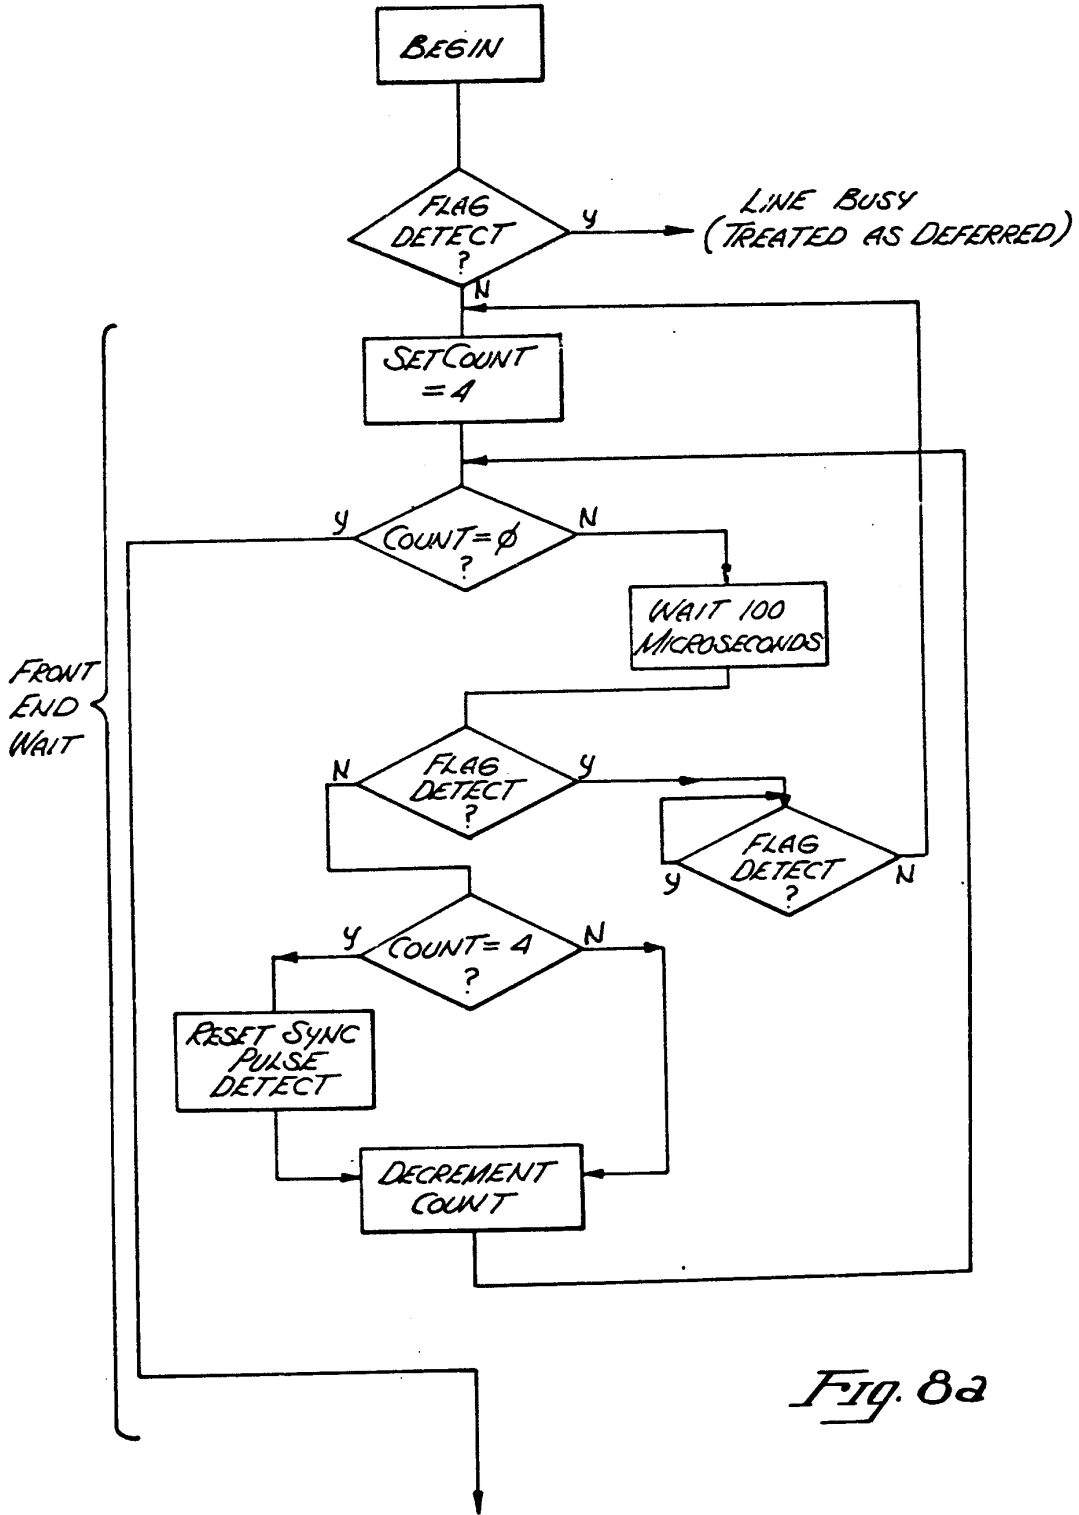 BEGIN
FLAG
DETECT
?
Y
LINE BUSY
(TREATED AS DEFERRED)
N
SET COUNT
= 4
Y
COUNT = Ø
?
N
WAIT 100
MICROSECONDS
FRONT
END
WAIT
N
FLAG
DETECT
?
Y
FLAG
DETECT
?
Y
N
Y
COUNT = 4
?
N
RESET SYNC
PULSE
DETECT
DECREMENT
COUNT
Fig. 8a